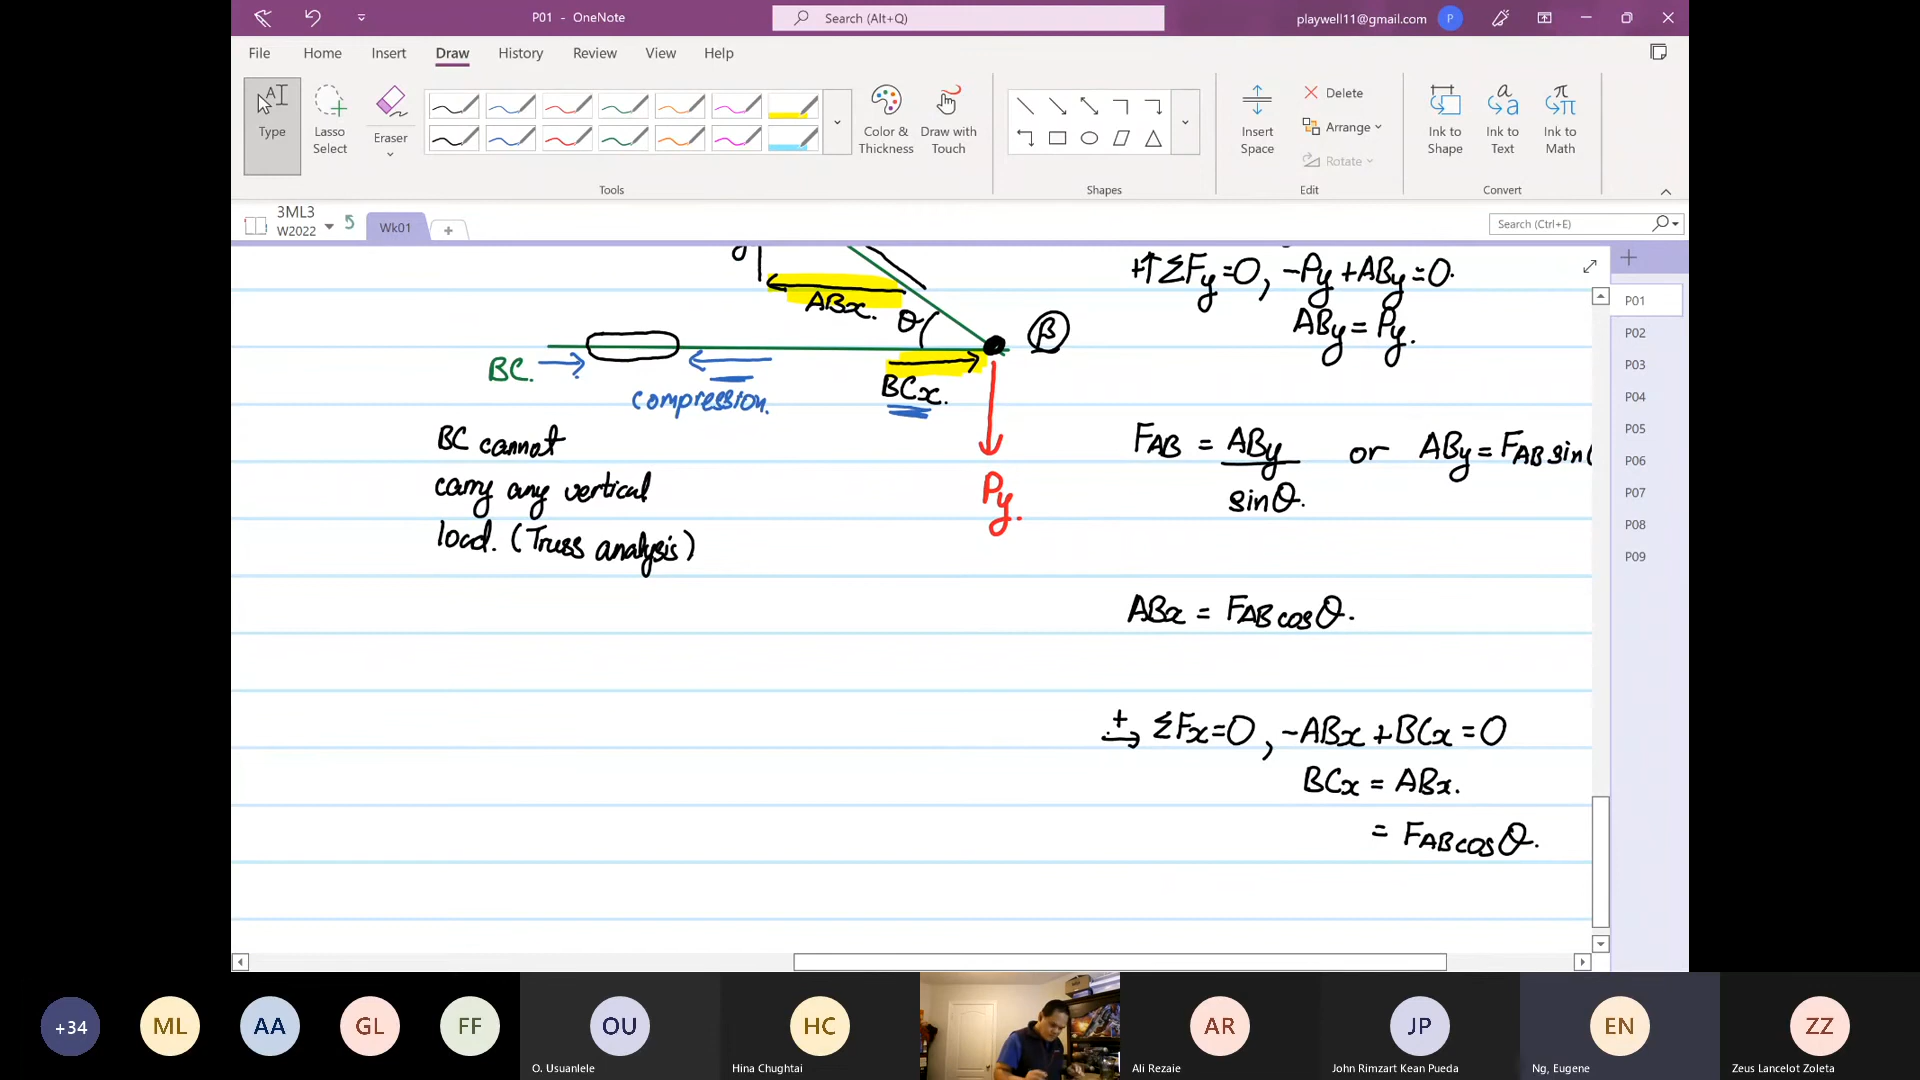 P01 - OneNote
Search (Alt+Q)
playwell11@gmail.com
P
File
Home
Insert
Draw
History
Review
View
Help
Type
Lasso Select
Eraser
Color & Thickness
Draw with Touch
Insert Space
Delete
Arrange
Rotate
Ink to Shape
Ink to Text
Ink to Math
Tools
Shapes
Edit
Convert
3ML3
W2022
Wk01
Search (Ctrl+E)
P01
P02
P03
P04
P05
P06
P07
P08
P09
y
ABx.
θ
B
BC.
compression.
BCx.
Py.
BC cannot
carry any vertical
load. (Truss analysis)
+↑ ΣFy=0, -Py +ABy=0.
ABy = Py.
FAB = ABy / sinθ. or ABy = FAB sin
ABx = FAB cosθ.
+→ ΣFx=0, -ABx +BCx =0
BCx = ABx.
= FAB cosθ.
+34
ML
AA
GL
FF
OU
O. Usuanlele
HC
Hina Chughtai
AR
Ali Rezaie
JP
John Rimzart Kean Pueda
EN
Ng, Eugene
ZZ
Zeus Lancelot Zoleta